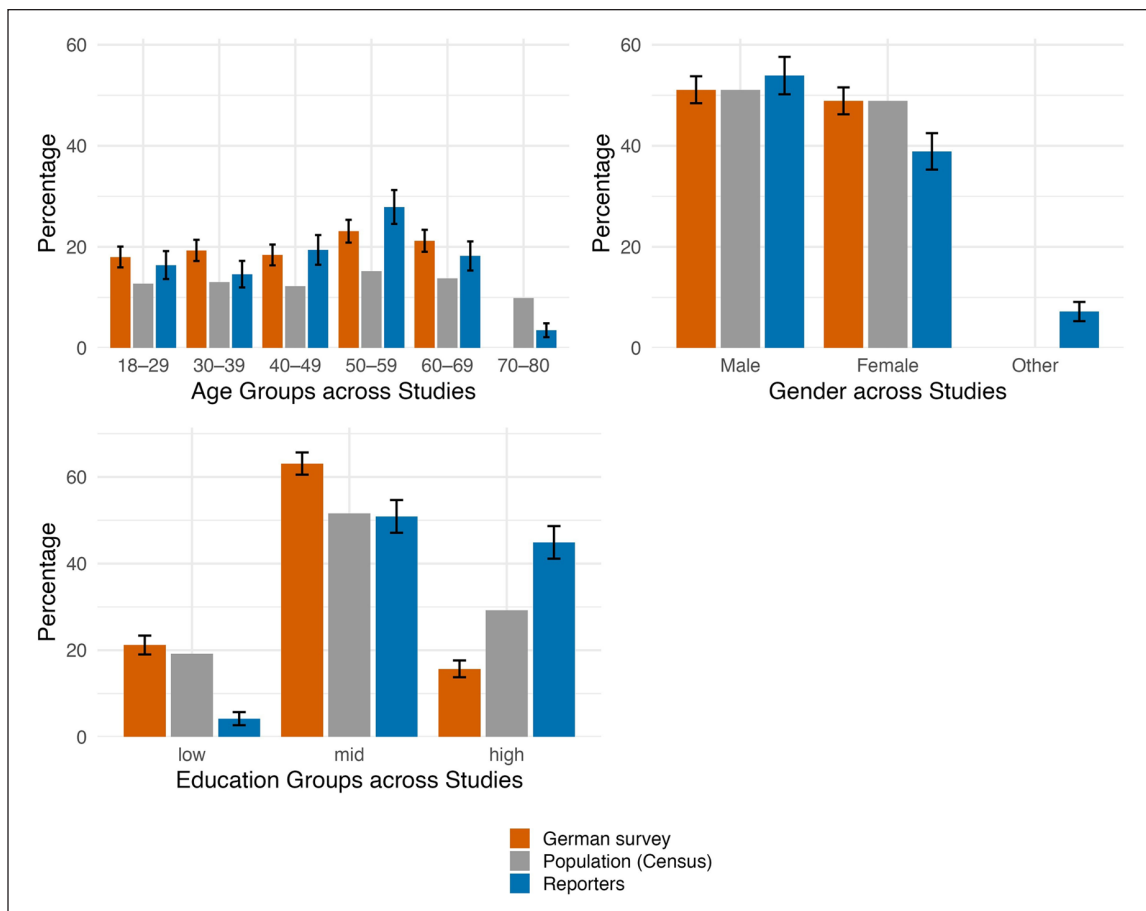 60
40
20
0
Percentage
18–29 30–39 40–49 50–59 60–69 70–80
Age Groups across Studies
60
40
20
0
Percentage
Male Female Other
Gender across Studies
60
40
20
0
Percentage
low mid high
Education Groups across Studies
German survey
Population (Census)
Reporters